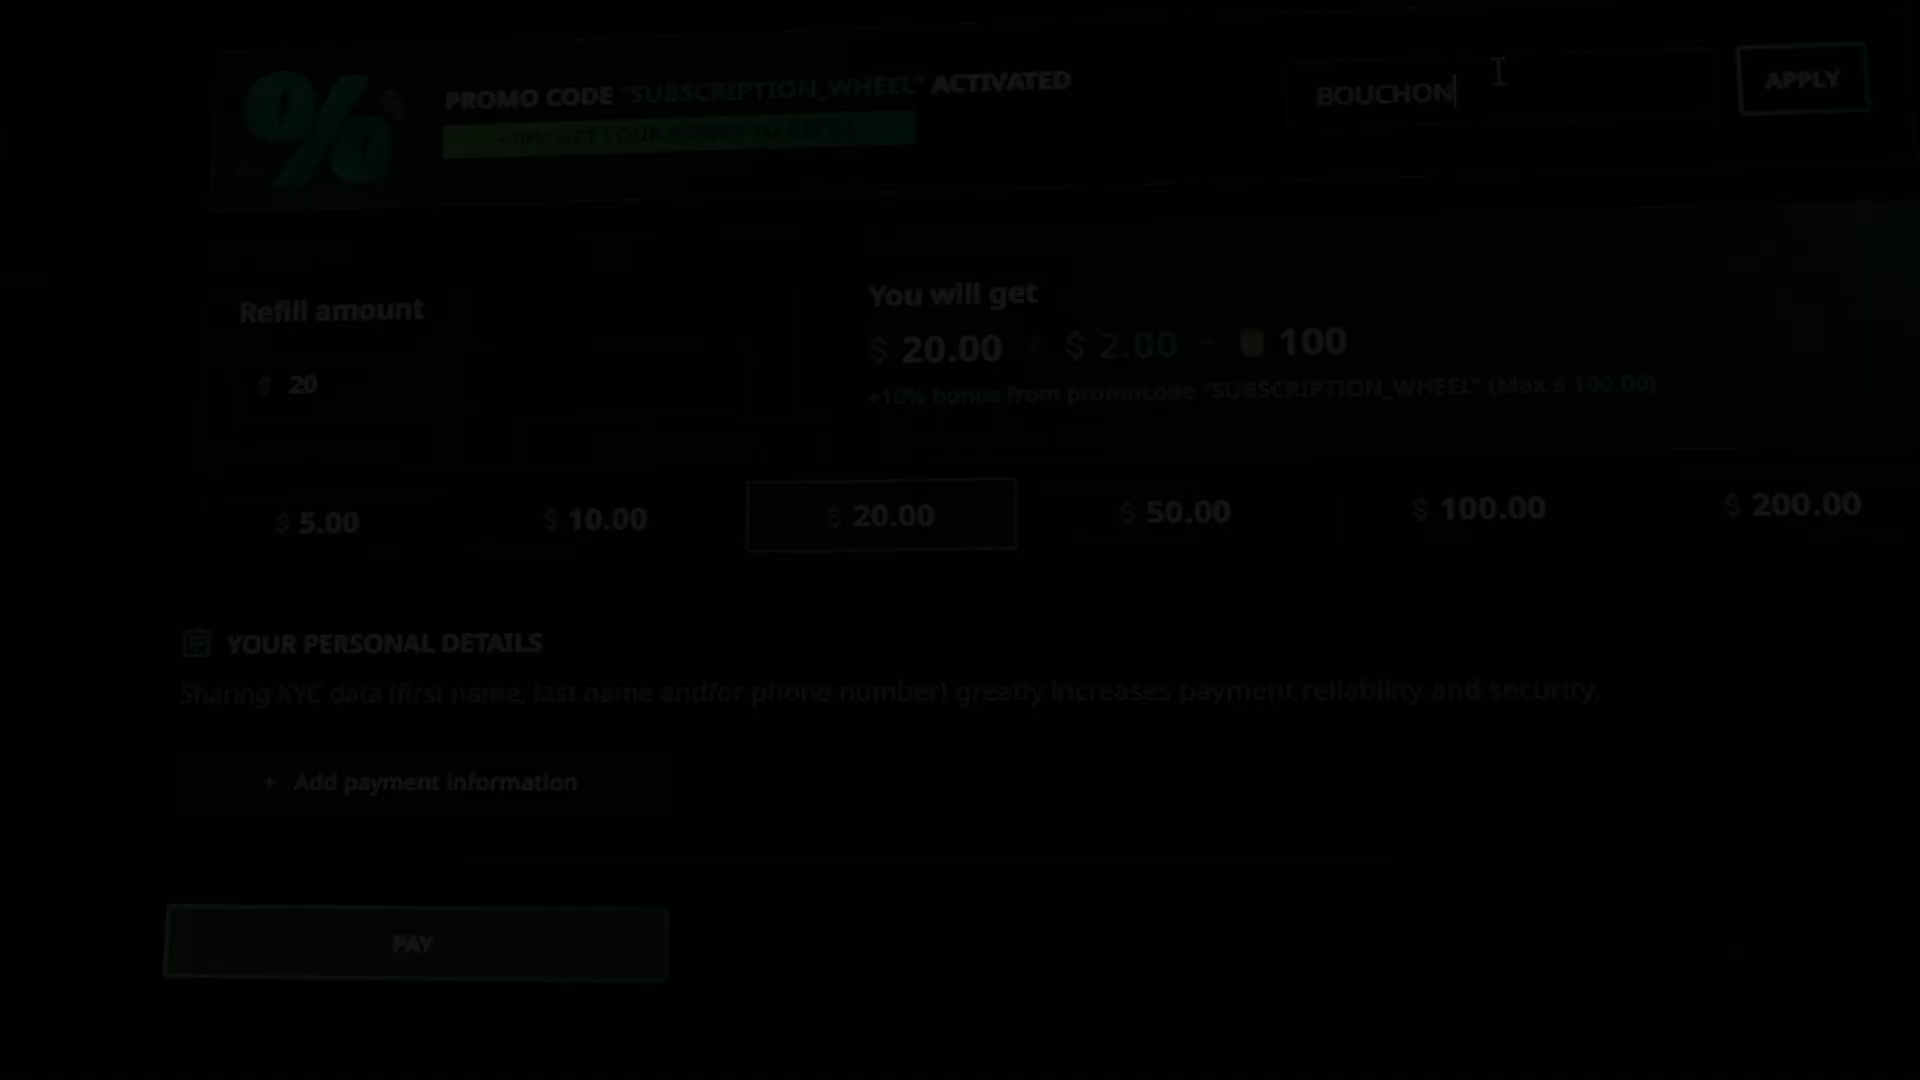 PROMO CODE "SUBSCRIPTION_WHEEL" ACTIVATED
BOUCHON
APPLY
Refill amount
$ 20
You will get
$ 20.00 + $ 2.00 + 100
+10% bonus from promocode "SUBSCRIPTION_WHEEL" (Max $ 100.00)
$ 5.00
$ 10.00
$ 20.00
$ 50.00
$ 100.00
$ 200.00
YOUR PERSONAL DETAILS
Sharing KYC data (first name, last name and/or phone number) greatly increases payment reliability and security.
+ Add payment information
PAY